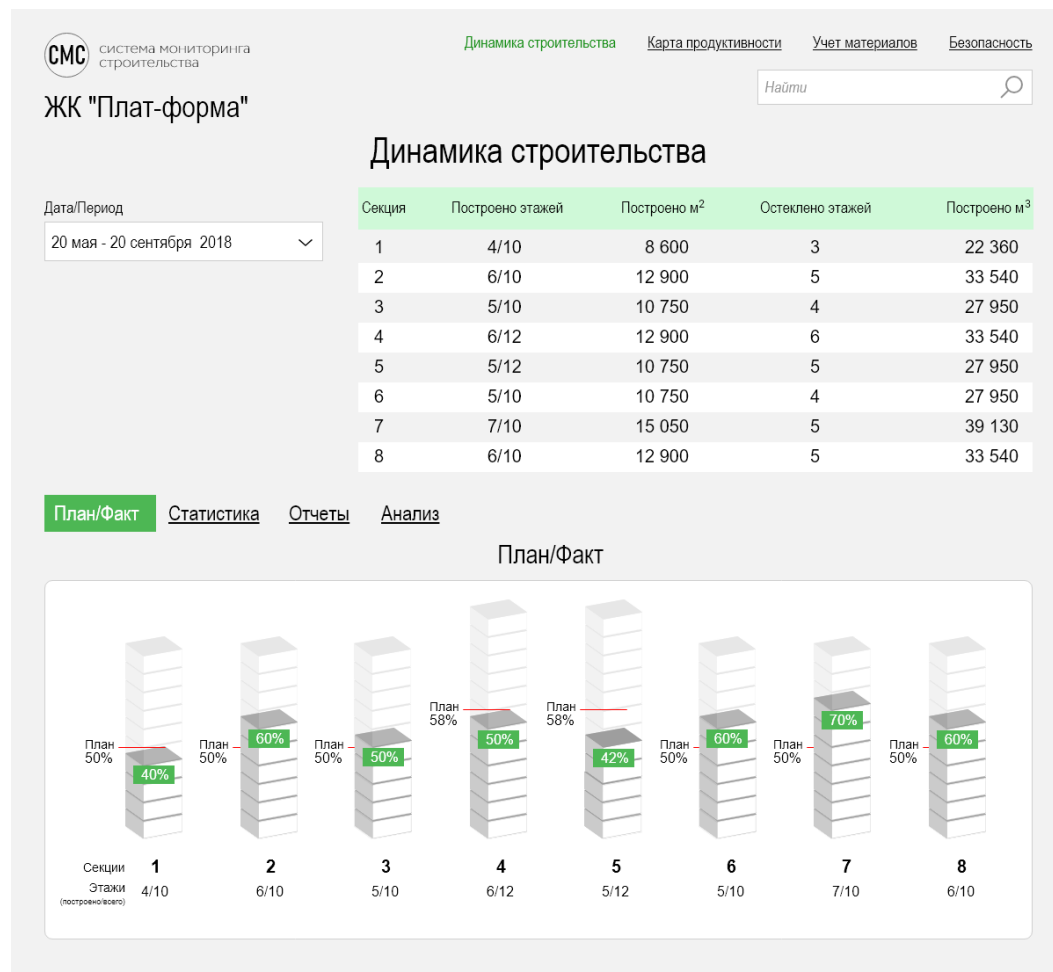 СМС система мониторинга
строительства
Динамика строительства Карта продуктивности Учет материалов Безопасность
Найти
ЖК "Плат-форма"
Динамика строительства
Дата/Период
20 мая - 20 сентября 2018
Секция Построено этажей Построено м² Остеклено этажей Построено м³
1 4/10 8 600 3 22 360
2 6/10 12 900 5 33 540
3 5/10 10 750 4 27 950
4 6/12 12 900 6 33 540
5 5/12 10 750 5 27 950
6 5/10 10 750 4 27 950
7 7/10 15 050 5 39 130
8 6/10 12 900 5 33 540
План/Факт Статистика Отчеты Анализ
План/Факт
План
50%
40%
План
50%
60%
План
50%
50%
План
58%
50%
План
58%
42%
План
50%
60%
План
50%
70%
План
50%
60%
Секции 1 2 3 4 5 6 7 8
Этажи 4/10 6/10 5/10 6/12 5/12 5/10 7/10 6/10
(построено/всего)